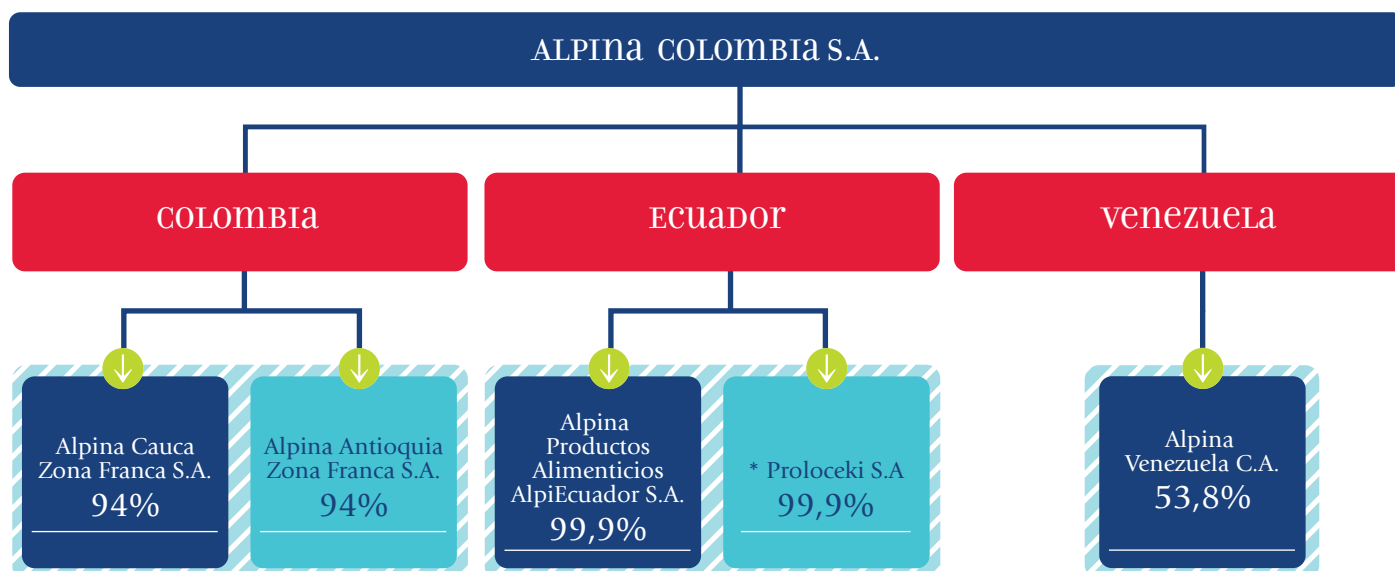 ALPINA COLOMBIA S.A.
COLOMBIA
ECUADOR
VENEZUELA
Alpina Cauca
Zona Franca S.A.
94%
Alpina Antioquia
Zona Franca S.A.
94%
Alpina
Productos
Alimenticios
AlpiEcuador S.A.
99,9%
* Proloceki S.A
99,9%
Alpina
Venezuela C.A.
53,8%